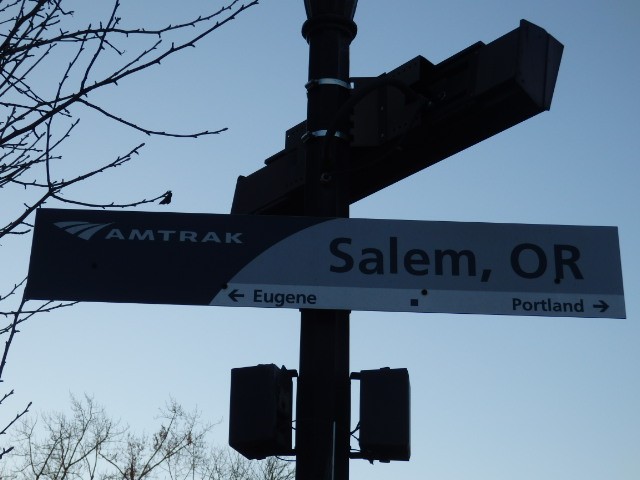 AMTRAK
Salem, OR
← Eugene
Portland →